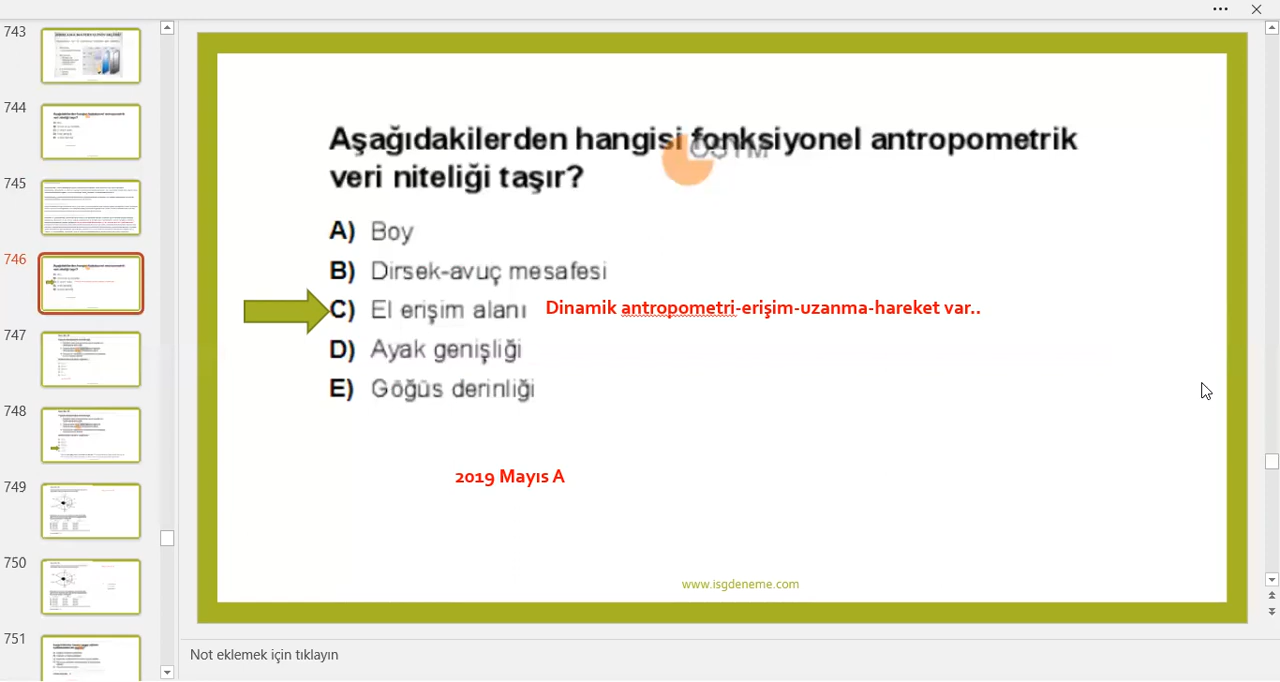 743
744
745
746
747
748
749
750
751
Aşağıdakilerden hangisi fonksiyonel antropometrik
veri niteliği taşır?
ÖSYM
A) Boy
B) Dirsek-avuç mesafesi
C) El erişim alanı Dinamik antropometri-erişim-uzanma-hareket var..
D) Ayak genişliği
E) Göğüs derinliği
2019 Mayıs A
www.isgdeneme.com
Not eklemek için tıklayın